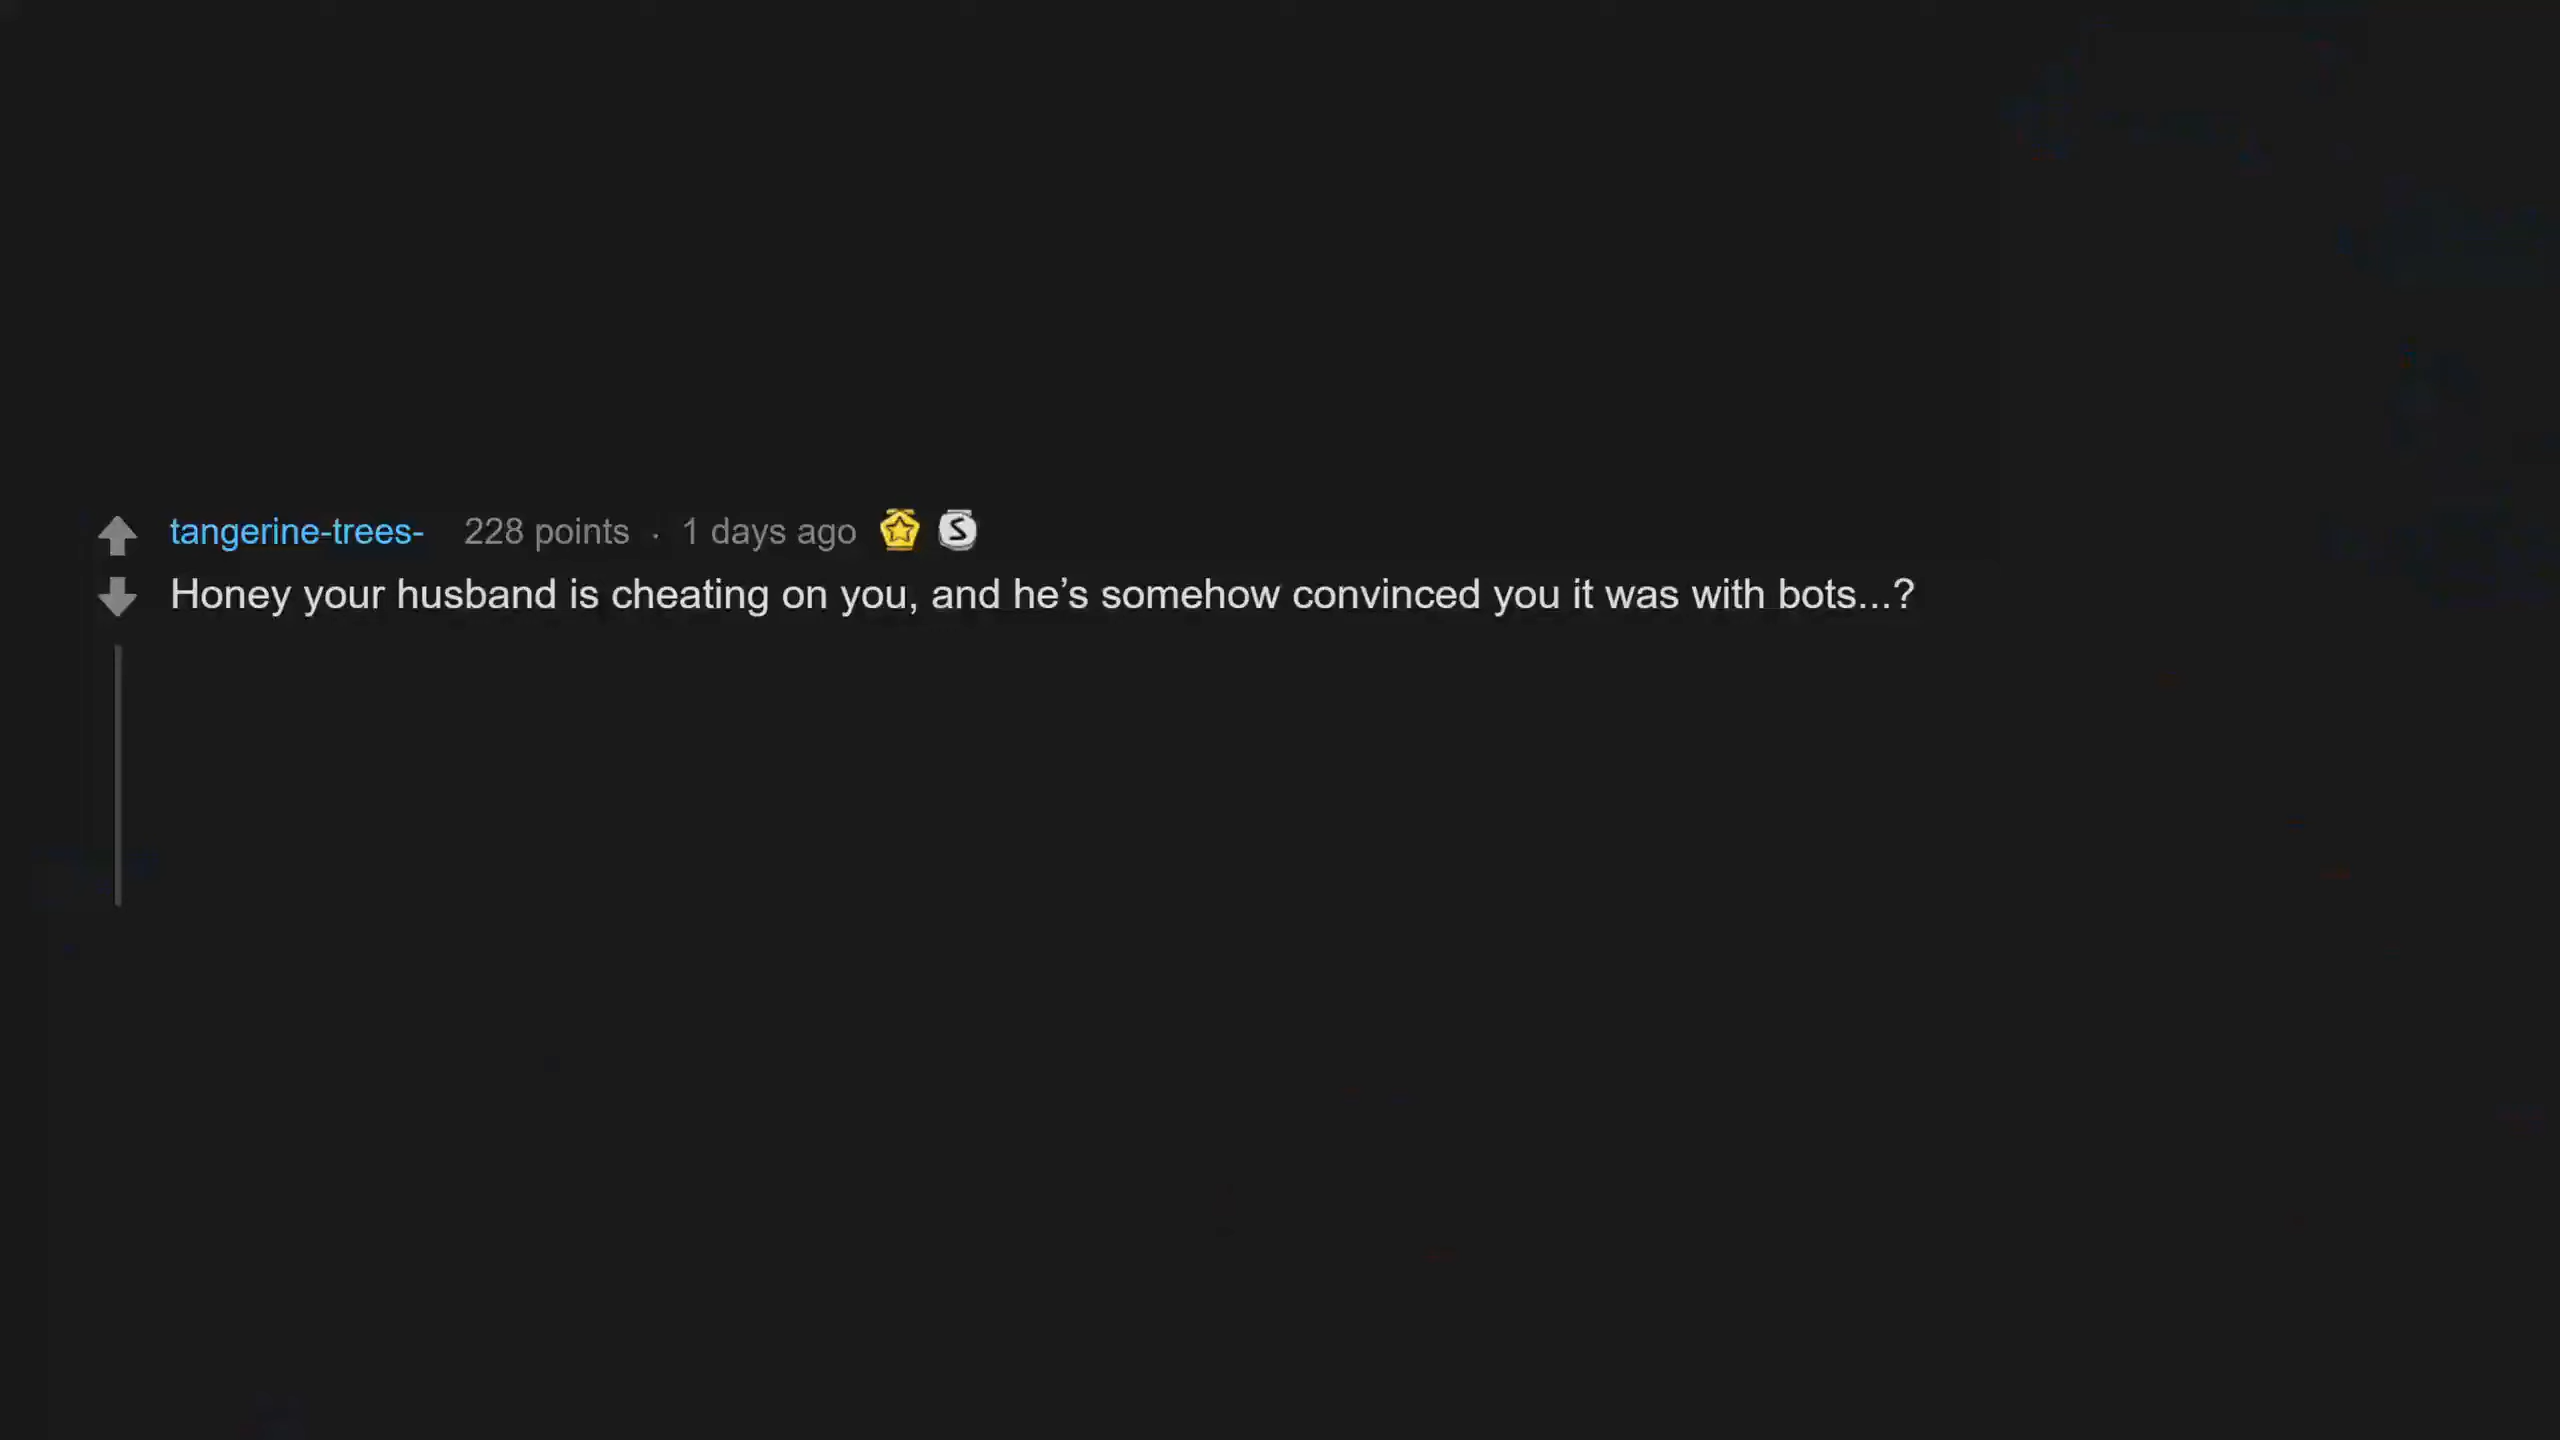 tangerine-trees- 228 points · 1 days ago
Honey your husband is cheating on you, and he’s somehow convinced you it was with bots...?